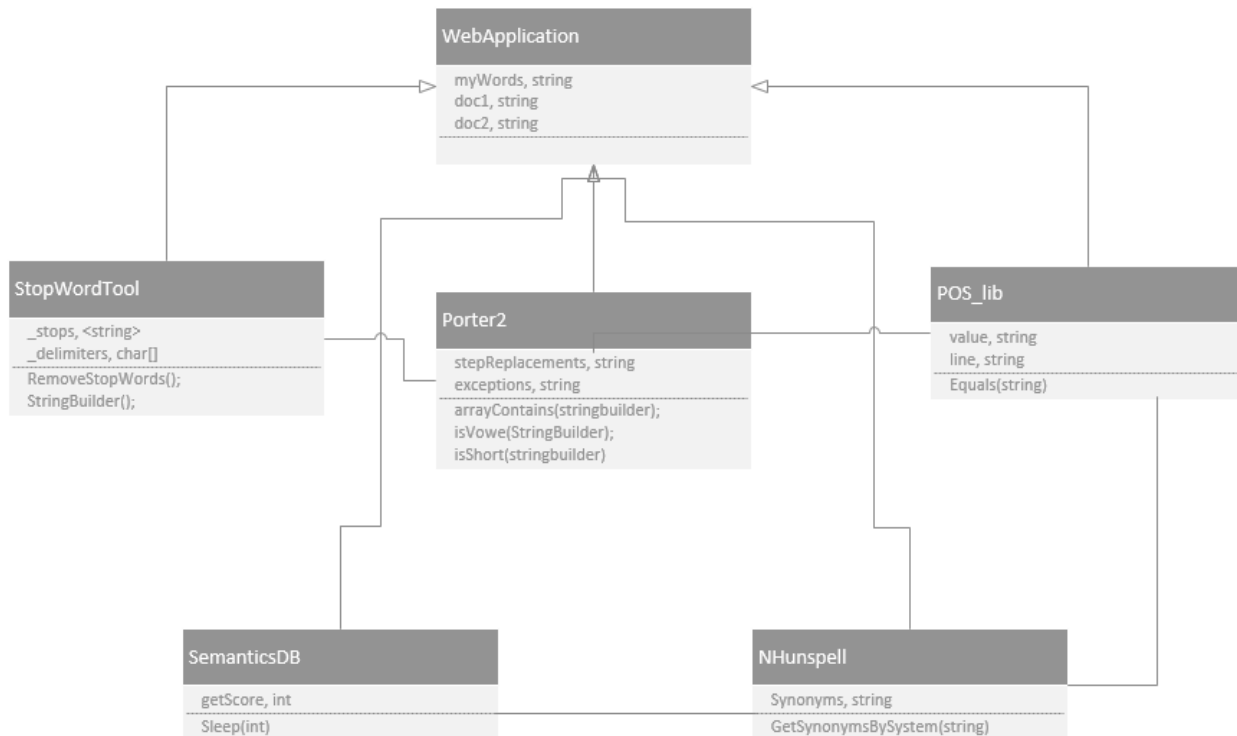 WebApplication
myWords, string
doc1, string
doc2, string
StopWordTool
_stops, <string>
_delimiters, char[]
RemoveStopWords();
StringBuilder();
Porter2
stepReplacements, string
exceptions, string
arrayContains(stringbuilder);
isVowe(StringBuilder);
isShort(stringbuilder)
POS_lib
value, string
line, string
Equals(string)
SemanticsDB
getScore, int
Sleep(int)
NHunspell
Synonyms, string
GetSynonymsBySystem(string)